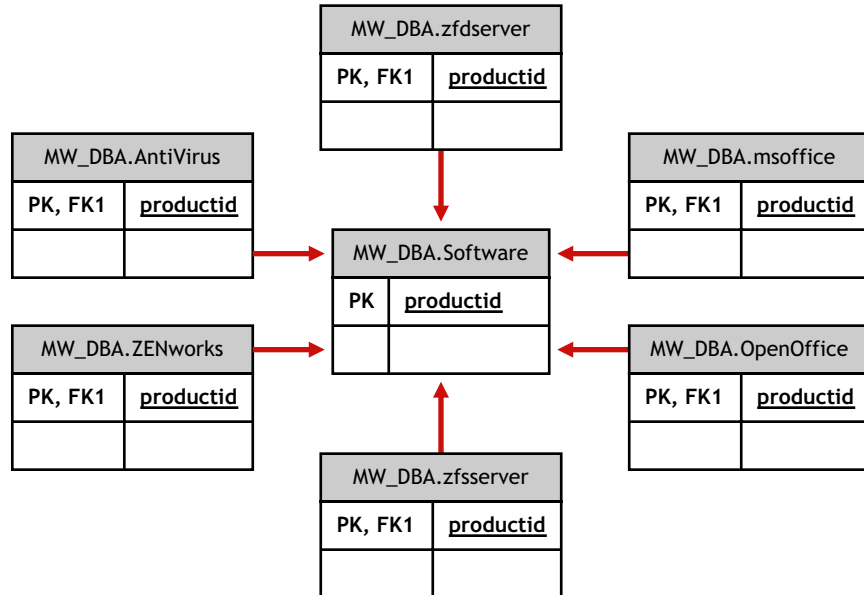 MW_DBA.zfdserver
PK, FK1 productid
MW_DBA.AntiVirus
PK, FK1 productid
MW_DBA.msoffice
PK, FK1 productid
MW_DBA.Software
PK productid
MW_DBA.ZENworks
PK, FK1 productid
MW_DBA.OpenOffice
PK, FK1 productid
MW_DBA.zfsserver
PK, FK1 productid